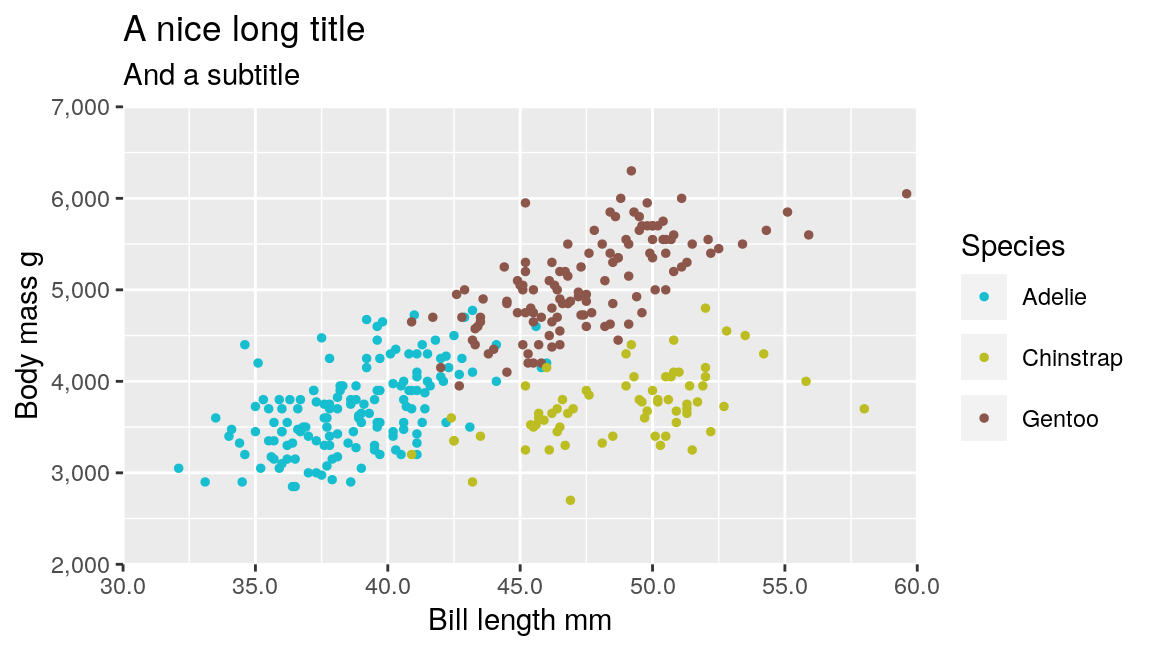 A nice long title
And a subtitle
7,000
6,000
5,000
4,000
3,000
2,000
Body mass g
30.0 35.0 40.0 45.0 50.0 55.0 60.0
Bill length mm
Species
Adelie
Chinstrap
Gentoo